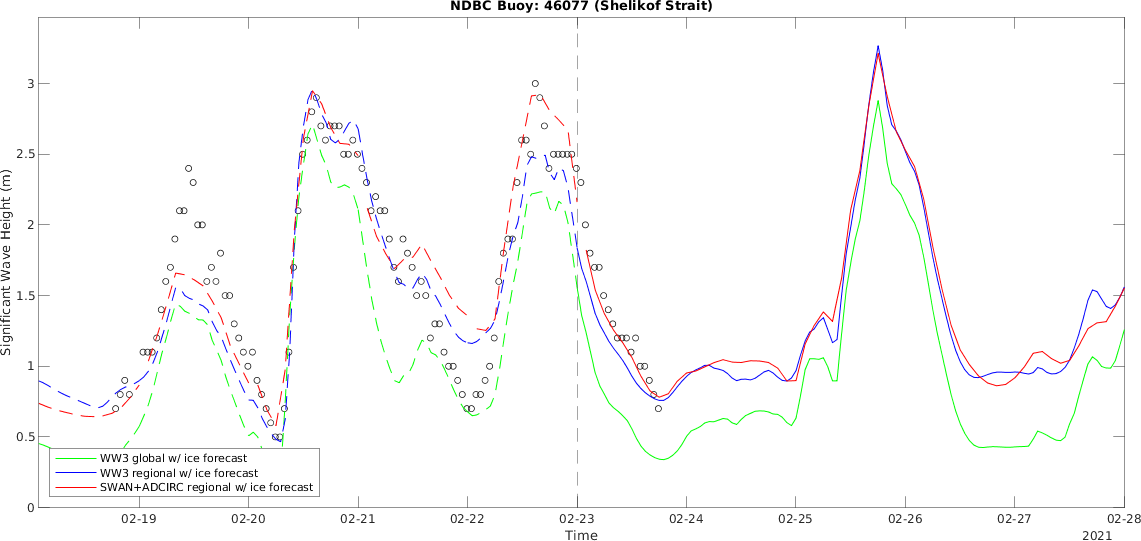 NDBC Buoy: 46077 (Shelikof Strait)
Significant Wave Height (m)
3
2.5
2
1.5
1
0.5
0
WW3 global w/ ice forecast
WW3 regional w/ ice forecast
SWAN+ADCIRC regional w/ ice forecast
02-19 02-20 02-21 02-22 02-23 02-24 02-25 02-26 02-27 02-28
Time 2021